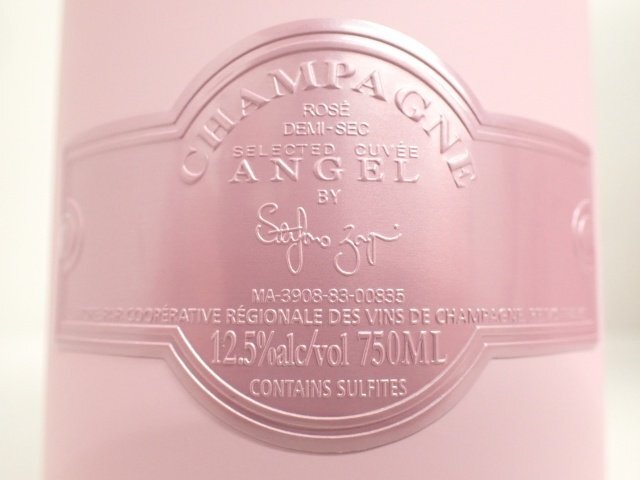 CHAMPAGNE
ROSÉ
DEMI-SEC
SELECTED CUVÉE
ANGEL
BY
MA-3908-83-00835
COOPÉRATIVE RÉGIONALE DES VINS DE CHAMPAGNE
12.5%alc/vol 750ML
CONTAINS SULFITES